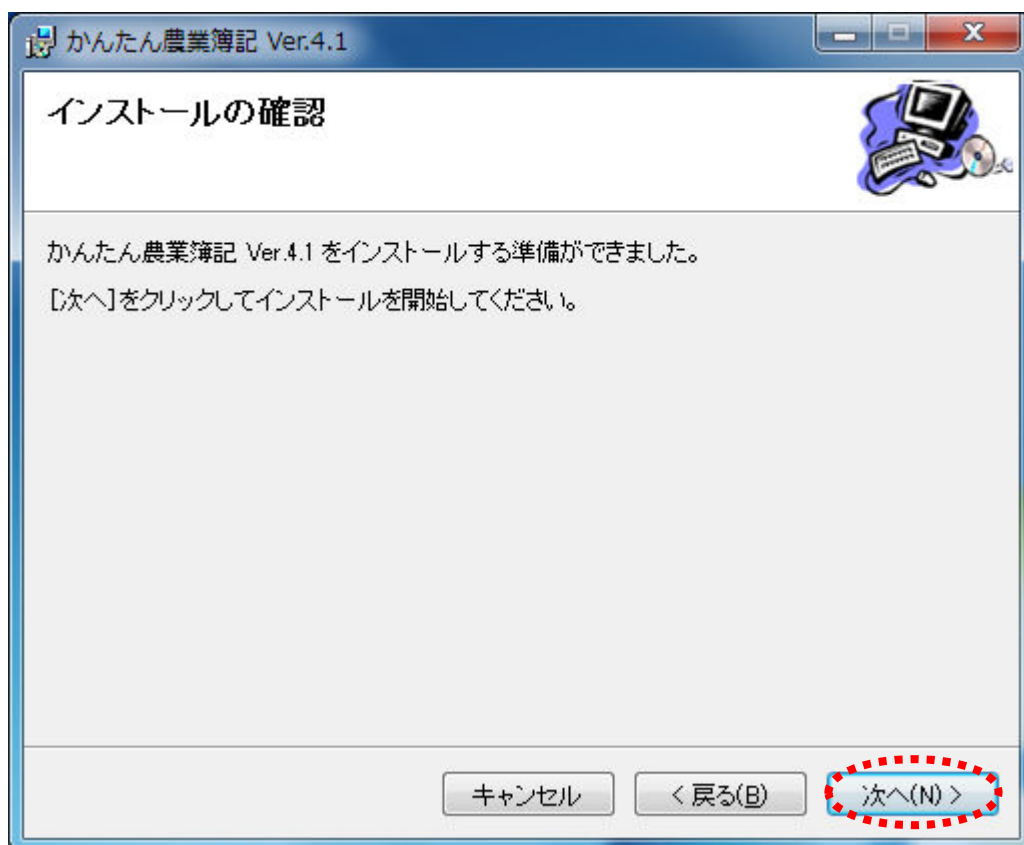 かんたん農業簿記 Ver.4.1
インストールの確認
かんたん農業簿記 Ver.4.1 をインストールする準備ができました。
[次へ]をクリックしてインストールを開始してください。
キャンセル
< 戻る(B)
次へ(N) >